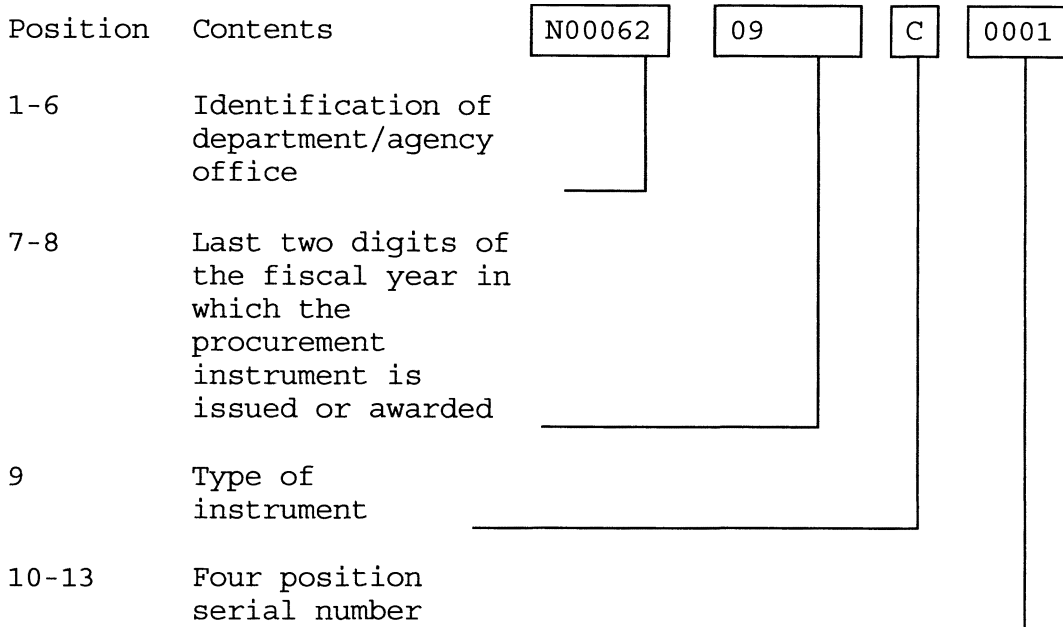 Position Contents N00062 09 C 0001
1-6 Identification of
department/agency
office
7-8 Last two digits of
the fiscal year in
which the
procurement
instrument is
issued or awarded
9 Type of
instrument
10-13 Four position
serial number